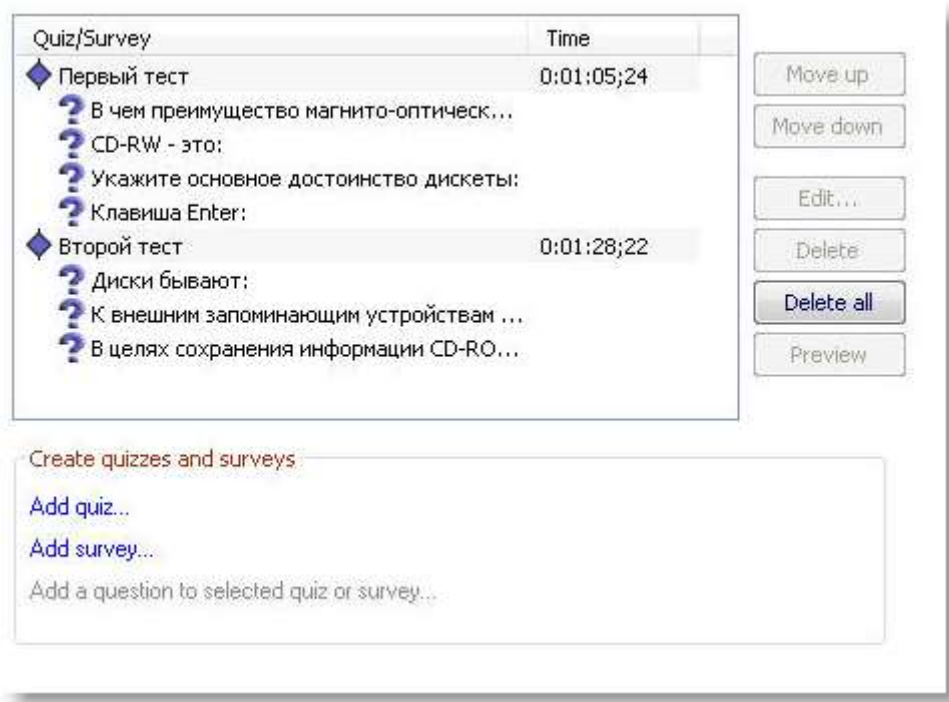 Quiz/Survey Time
Первый тест 0:01:05;24
В чем преимущество магнито-оптическ...
CD-RW - это:
Укажите основное достоинство дискеты:
Клавиша Enter:
Второй тест 0:01:28;22
Диски бывают:
К внешним запоминающим устройствам ...
В целях сохранения информации CD-RO...
Move up
Move down
Edit...
Delete
Delete all
Preview
Create quizzes and surveys
Add quiz...
Add survey...
Add a question to selected quiz or survey...